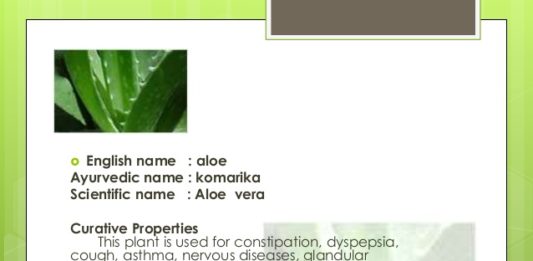 English name : aloe
Ayurvedic name : komarika
Scientific name : Aloe vera
Curative Properties
This plant is used for constipation, dyspepsia,
cough, asthma, nervous diseases, glandular